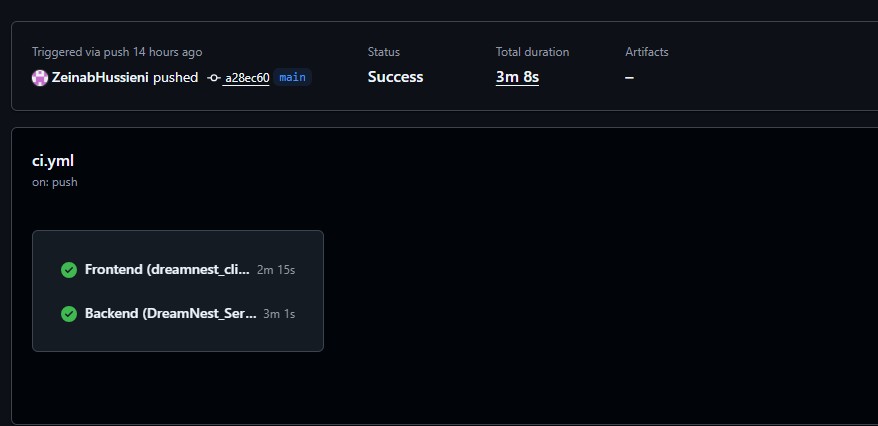 Triggered via push 14 hours ago
ZeinabHussieni pushed a28ec60 main
Status
Success
Total duration
3m 8s
Artifacts
–
ci.yml
on: push
Frontend (dreamnest_cli... 2m 15s
Backend (DreamNest_Ser... 3m 1s